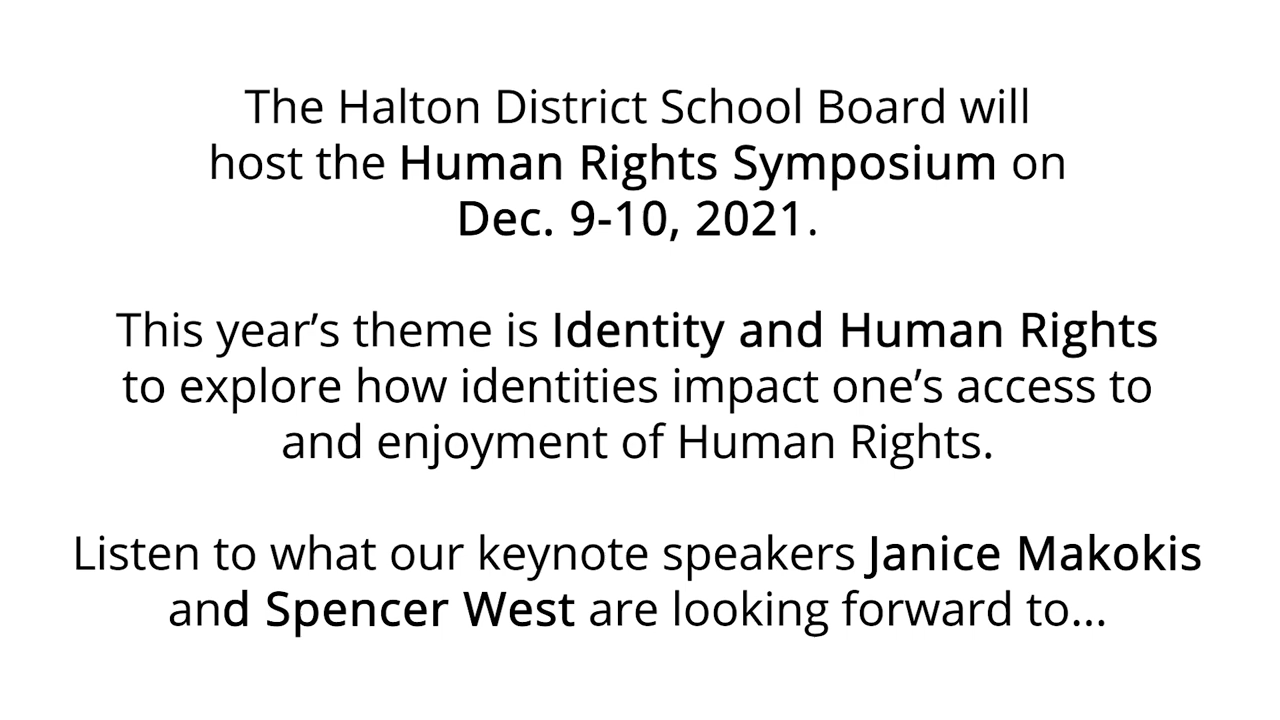 The Halton District School Board will
host the Human Rights Symposium on
Dec. 9-10, 2021.
This year’s theme is Identity and Human Rights
to explore how identities impact one’s access to
and enjoyment of Human Rights.
Listen to what our keynote speakers Janice Makokis
and Spencer West are looking forward to...